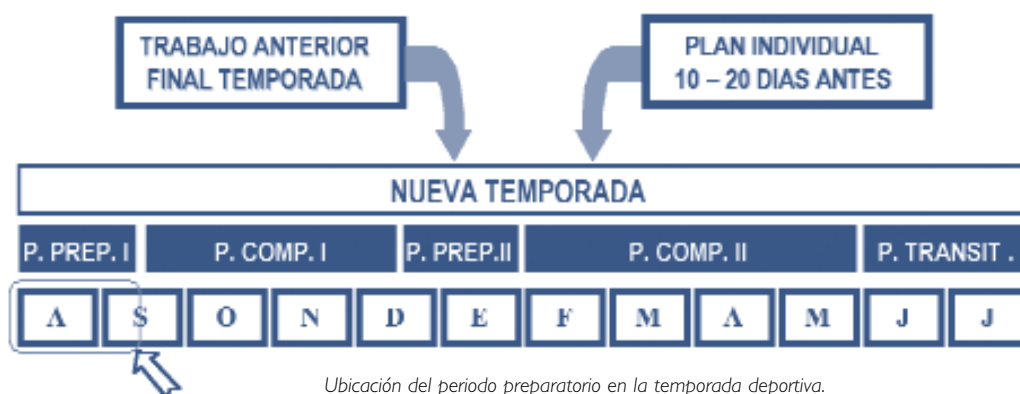 TRABAJO ANTERIOR
FINAL TEMPORADA
PLAN INDIVIDUAL
10 – 20 DIAS ANTES
NUEVA TEMPORADA
P. PREP. I P. COMP. I P. PREP.II P. COMP. II P. TRANSIT .
A S O N D E F M A M J J
Ubicación del periodo preparatorio en la temporada deportiva.